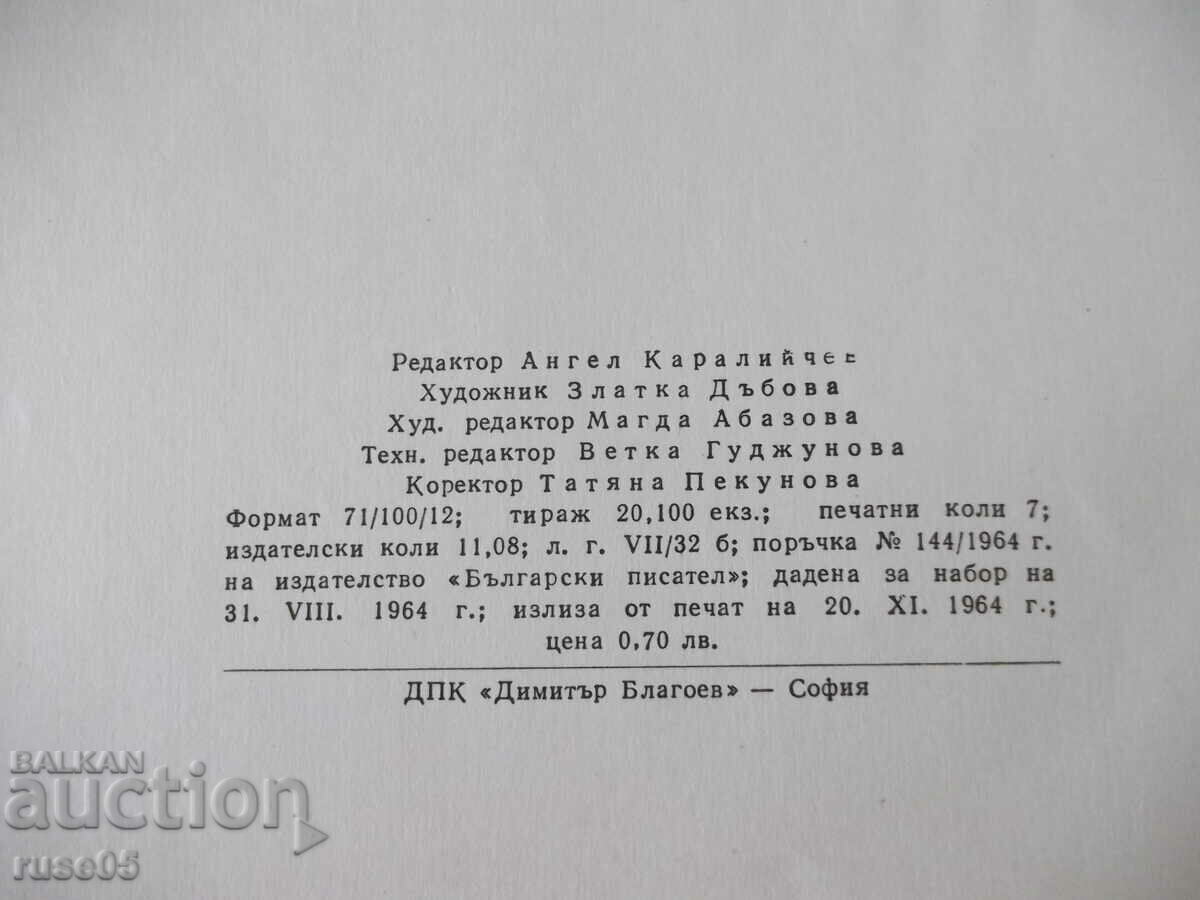 Редактор Ангел Каралийчев
Художник Златка Дъбова
Худ. редактор Магда Абазова
Техн. редактор Ветка Гуджунова
Коректор Татяна Пекунова
Формат 71/100/12; тираж 20,100 екз.; печатни коли 7;
издателски коли 11,08; л. г. VII/32 б; поръчка № 144/1964 г.
на издателство «Български писател»; дадена за набор на
31. VIII. 1964 г.; излиза от печат на 20. XI. 1964 г.;
цена 0,70 лв.
ДПК «Димитър Благоев» — София
BALKAN
auction
ruse05